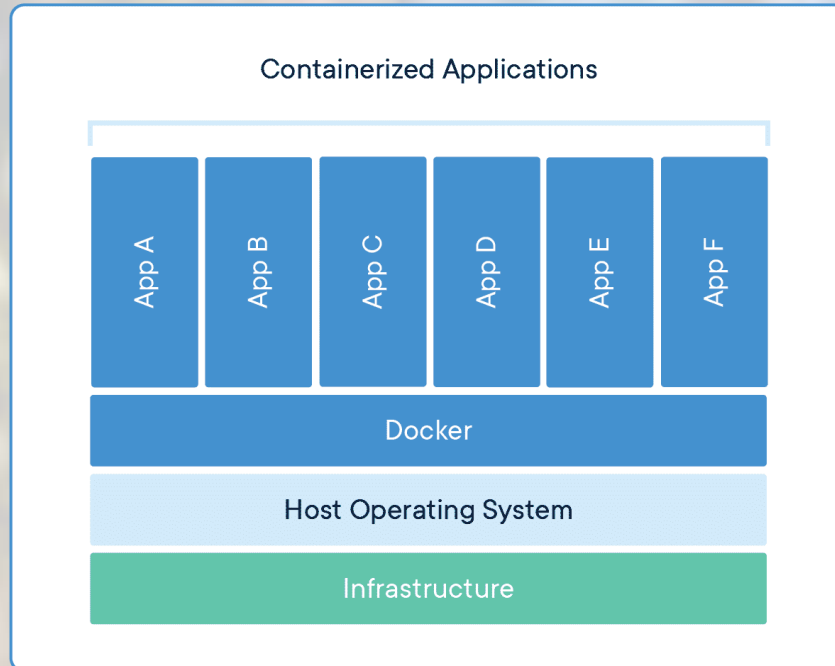 Containerized Applications
App A
App B
App C
App D
App E
App F
Docker
Host Operating System
Infrastructure